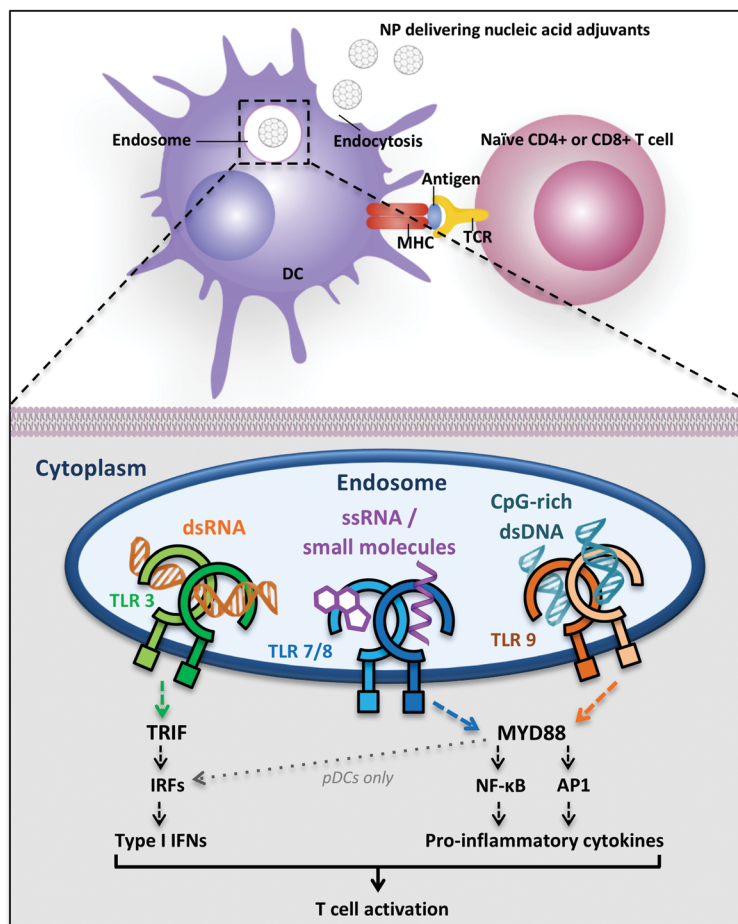 NP delivering nucleic acid adjuvants
Endosome
Endocytosis
Naïve CD4+ or CD8+ T cell
Antigen
MHC
TCR
DC
Cytoplasm
Endosome
dsRNA
ssRNA /
small molecules
CpG-rich
dsDNA
TLR 3
TLR 7/8
TLR 9
TRIF
MYD88
pDCs only
IRFs
NF-κB
AP1
Type I IFNs
Pro-inflammatory cytokines
T cell activation